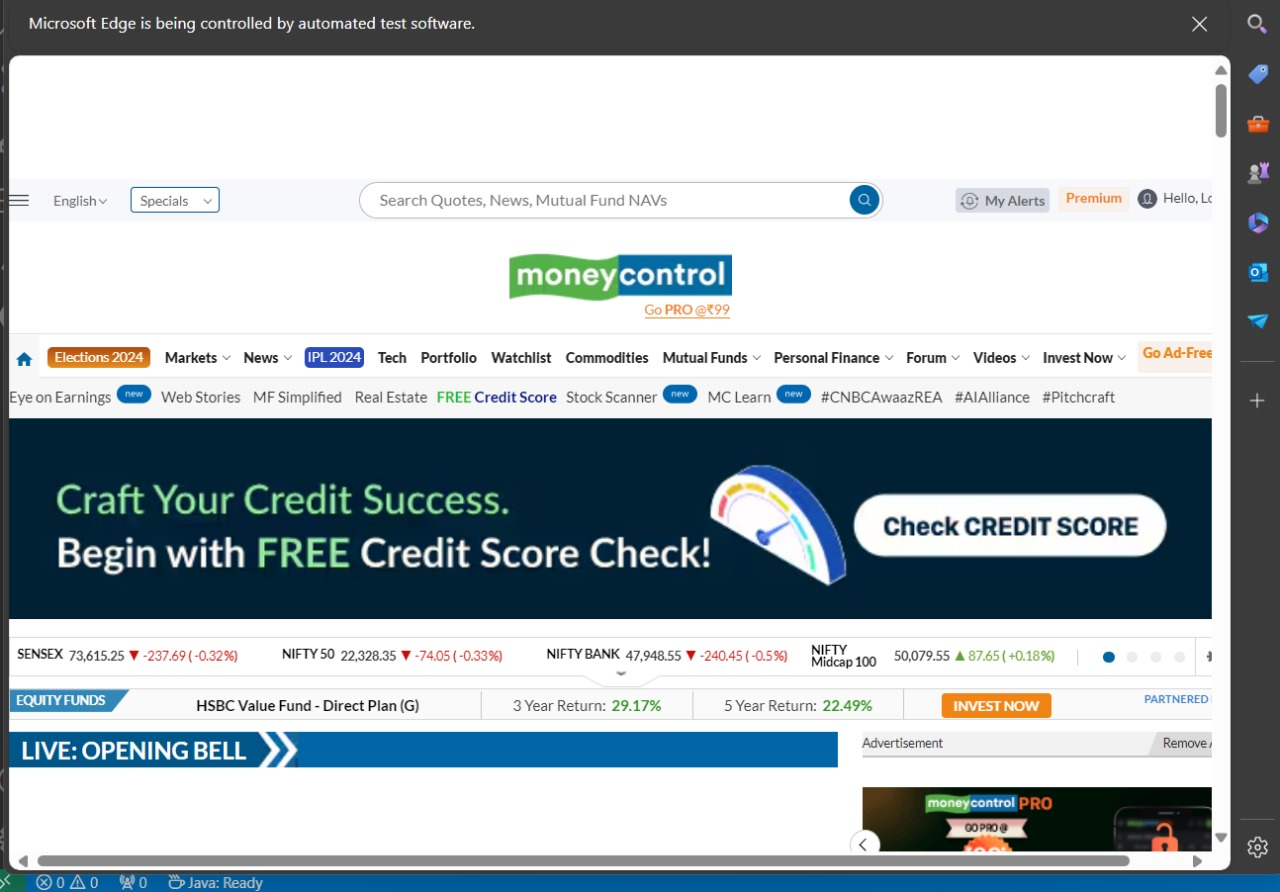 Microsoft Edge is being controlled by automated test software.
English
Specials
Search Quotes, News, Mutual Fund NAVs
My Alerts
Premium
Hello, Lo
moneycontrol
Go PRO @₹99
Elections 2024 Markets News IPL 2024 Tech Portfolio Watchlist Commodities Mutual Funds Personal Finance Forum Videos Invest Now Go Ad-Free
Eye on Earnings new Web Stories MF Simplified Real Estate FREE Credit Score Stock Scanner new MC Learn new #CNBCAwaazREA #AIAlliance #Pitchcraft
Craft Your Credit Success.
Begin with FREE Credit Score Check!
Check CREDIT SCORE
SENSEX 73,615.25 ▼ -237.69 (-0.32%) NIFTY 50 22,328.35 ▼ -74.05 (-0.33%) NIFTY BANK 47,948.55 ▼ -240.45 (-0.5%) NIFTY Midcap 100 50,079.55 ▲ 87.65 (+0.18%)
EQUITY FUNDS HSBC Value Fund - Direct Plan (G) 3 Year Return: 29.17% 5 Year Return: 22.49% INVEST NOW PARTNERED
LIVE: OPENING BELL
Advertisement Remove
moneycontrol PRO
GO PRO @
0 0 0 Java: Ready